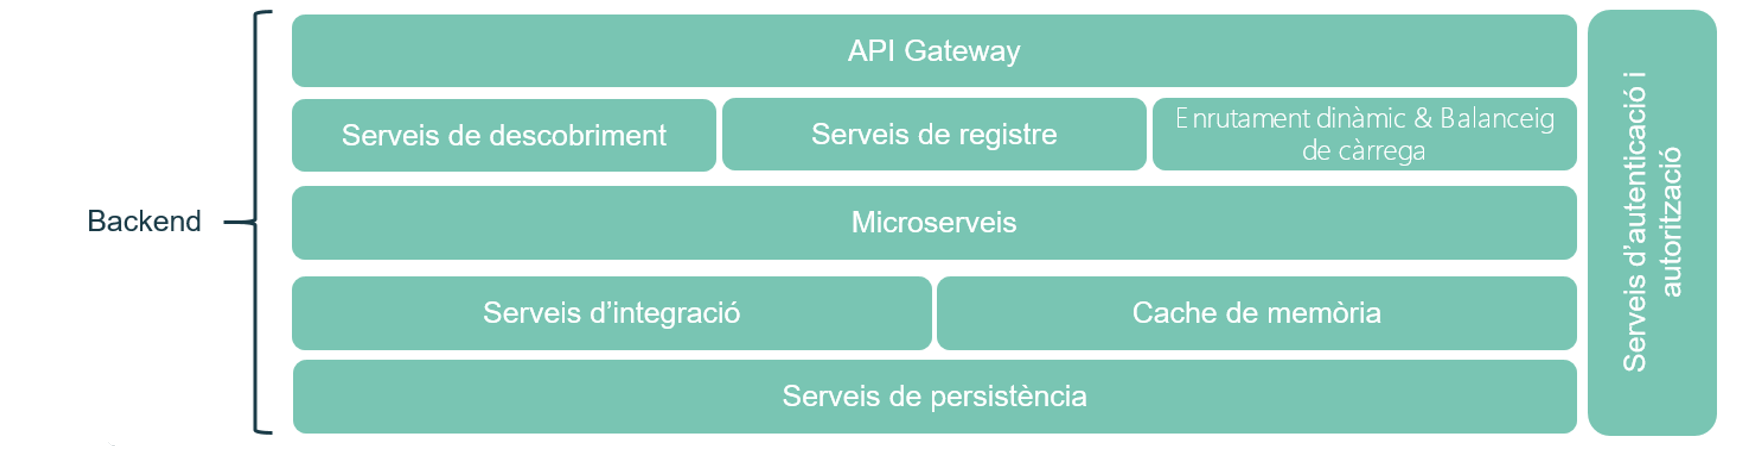 API Gateway
Serveis de descobriment
Serveis de registre
Enrutament dinàmic & Balanceig
de càrrega
Backend
Microserveis
Serveis d’integració
Cache de memòria
Serveis de persistència
Serveis d’autenticació i
autorització